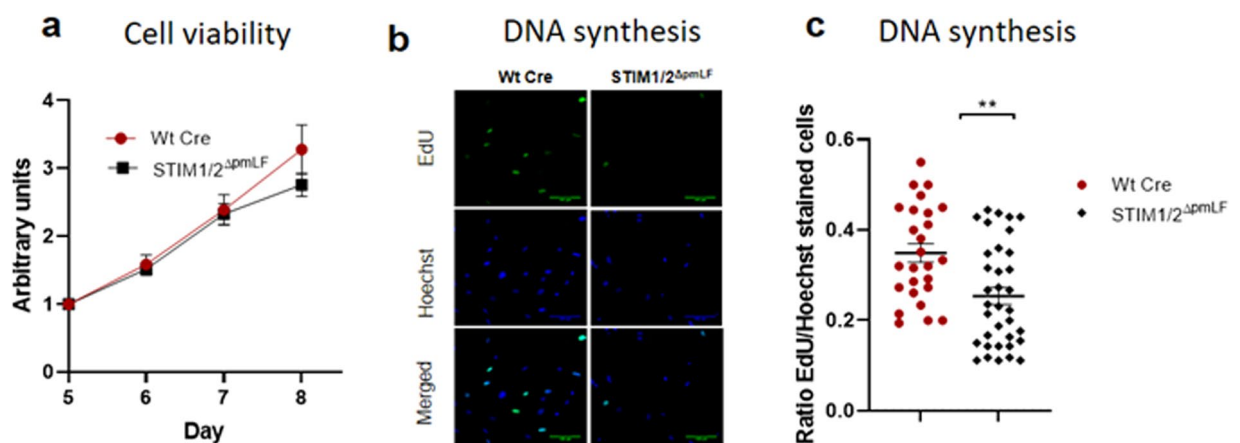 a Cell viability
4
3
2
1
0
Arbitrary units
Wt Cre
STIM1/2ΔpmLF
5 6 7 8
Day
b DNA synthesis
Wt Cre STIM1/2ΔpmLF
EdU
Hoechst
Merged
c DNA synthesis
**
0.6
0.4
0.2
0.0
Ratio EdU/Hoechst stained cells
Wt Cre
STIM1/2ΔpmLF